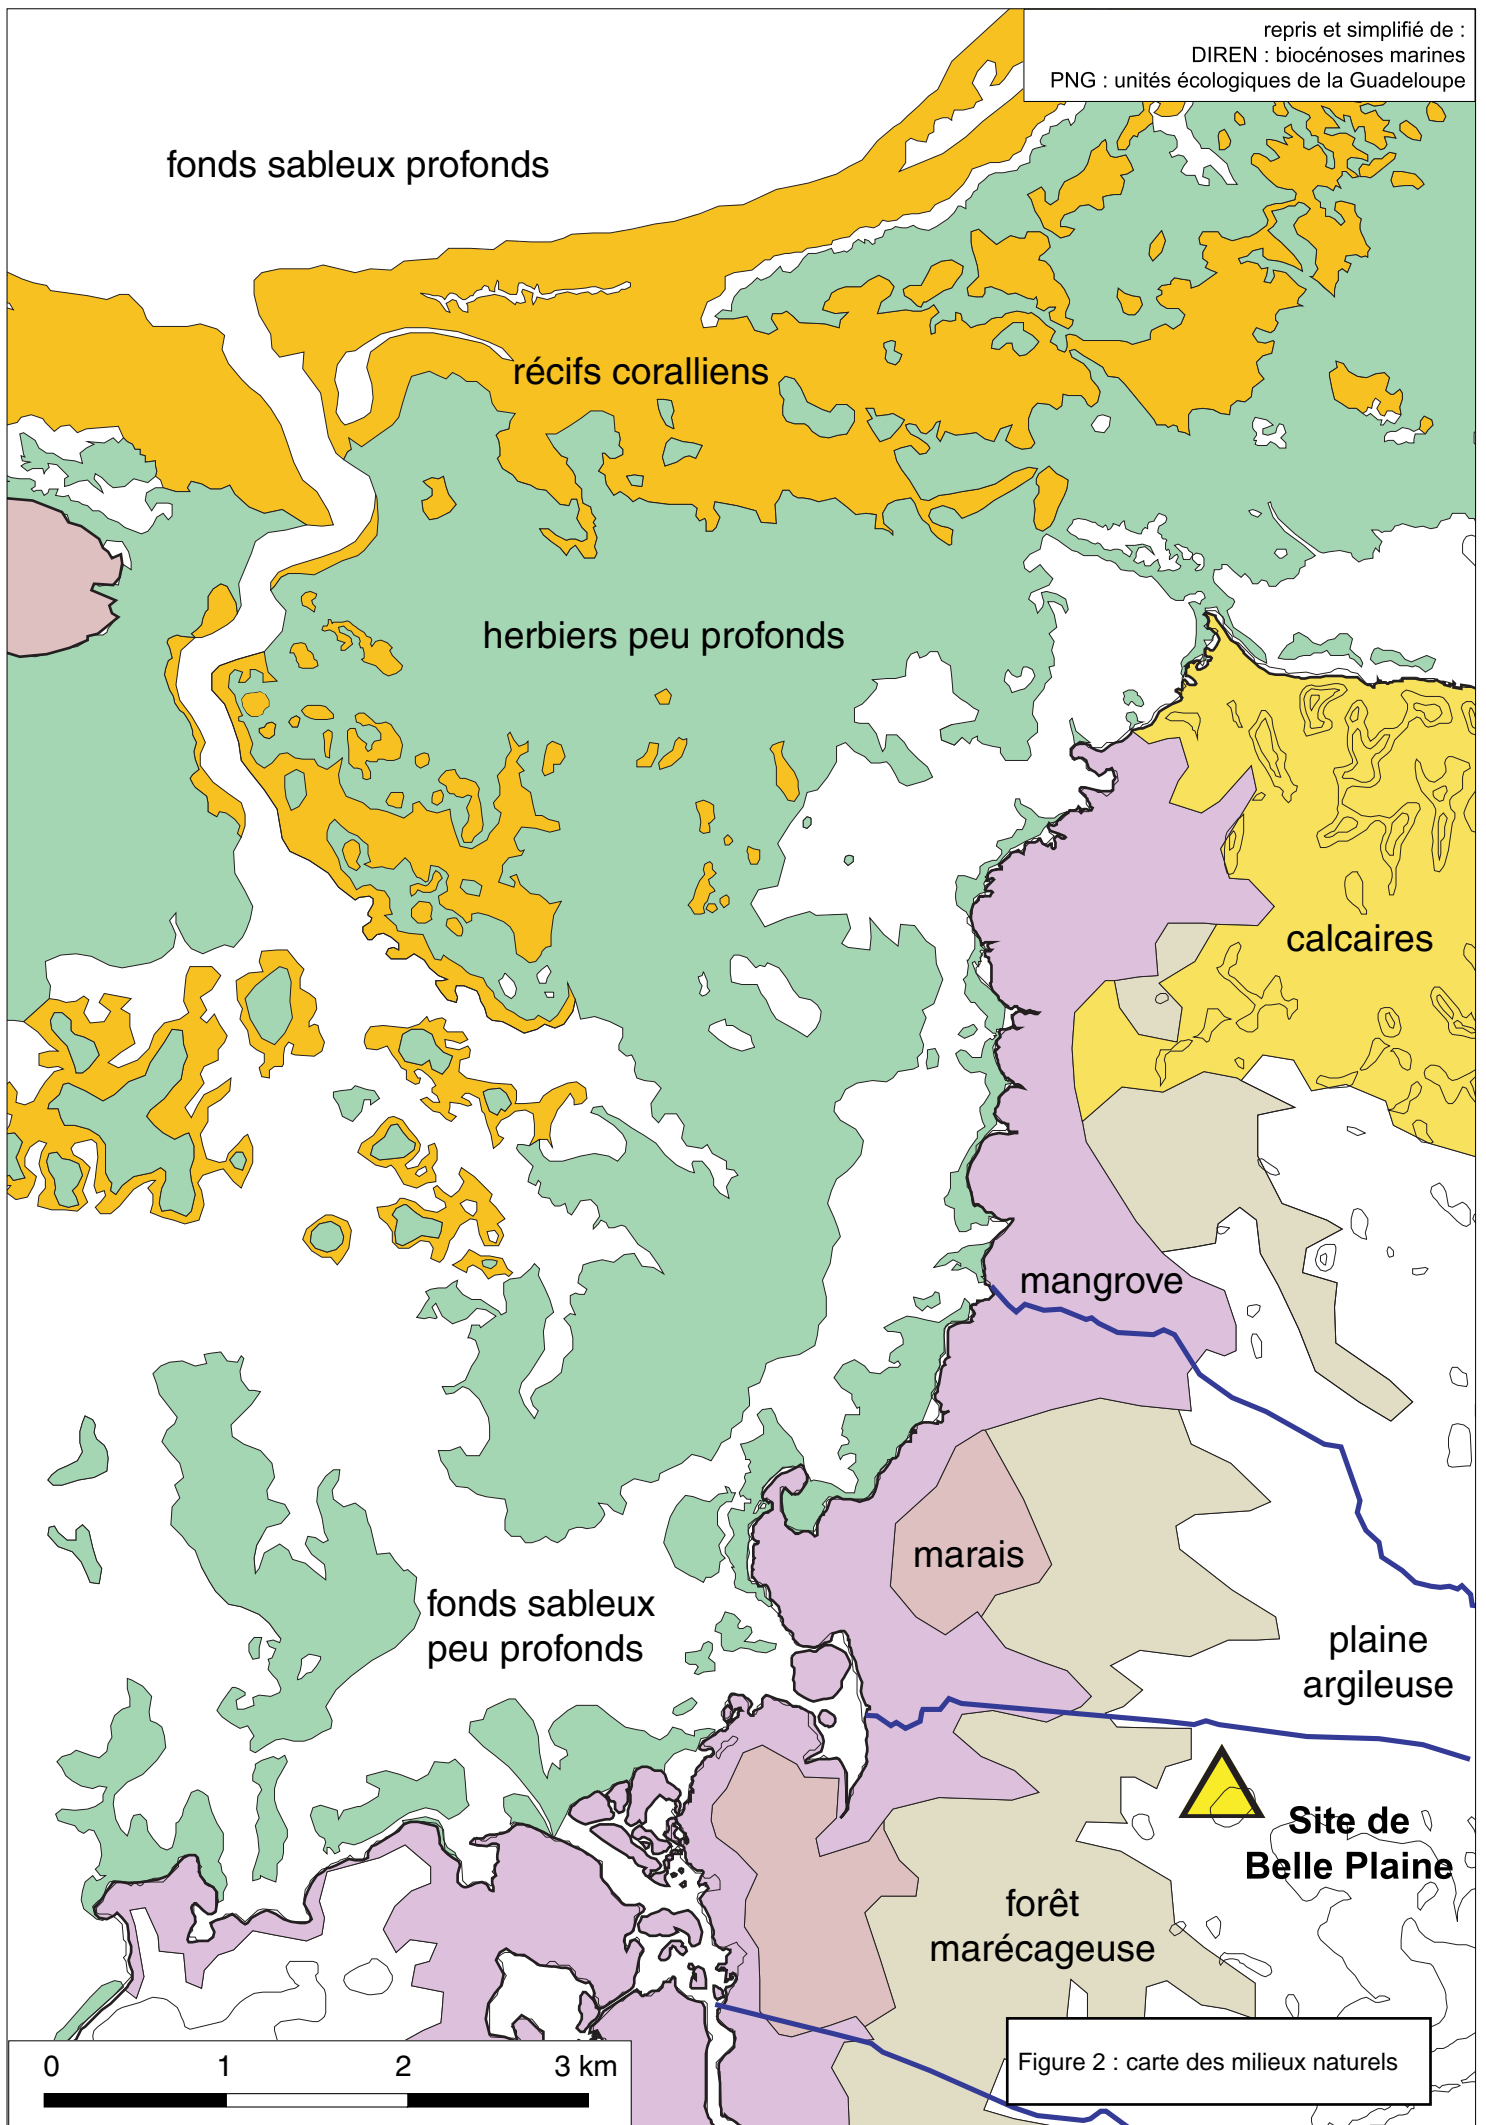 repris et simplifié de :
DIREN : biocénoses marines
PNG : unités écologiques de la Guadeloupe
fonds sableux profonds
récifs coralliens
herbiers peu profonds
calcaires
mangrove
marais
fonds sableux
peu profonds
plaine
argileuse
Site de
Belle Plaine
forêt
marécageuse
0 1 2 3 km
Figure 2 : carte des milieux naturels